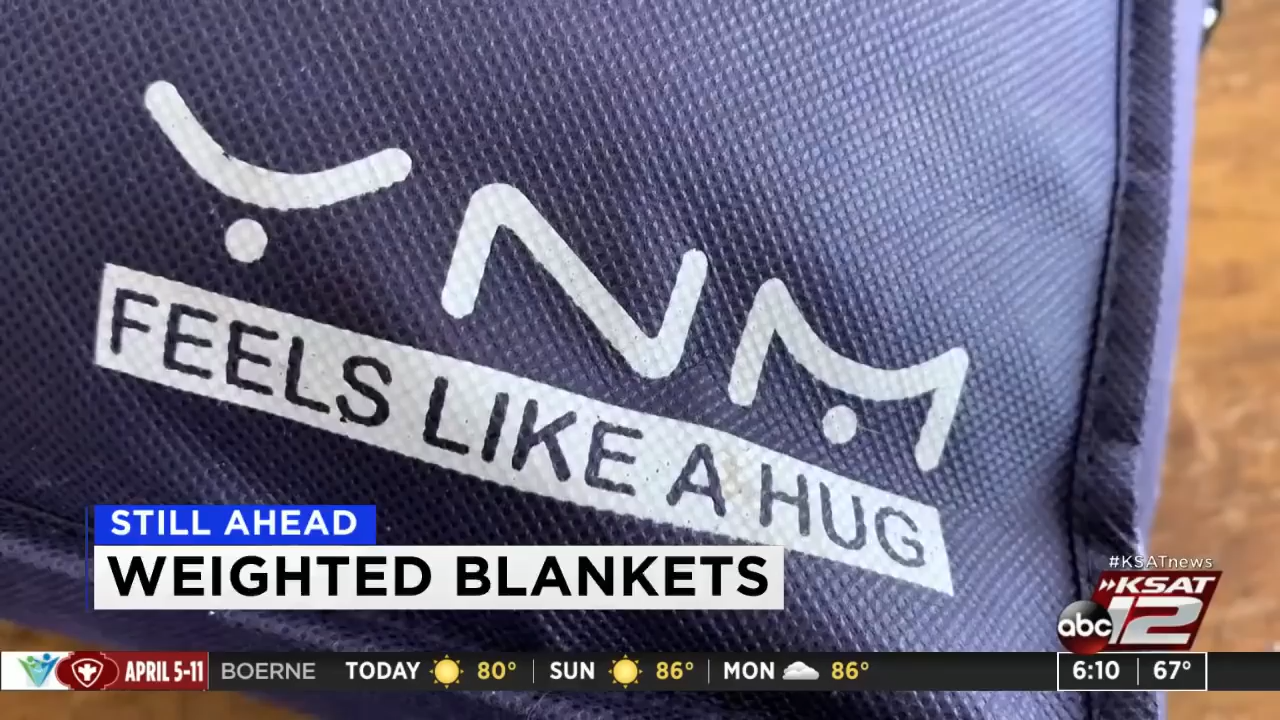 YNM
FEELS LIKE A HUG
STILL AHEAD
WEIGHTED BLANKETS
#KSATnews
KSAT
abc 12
APRIL 5-11 BOERNE TODAY 80° SUN 86° MON 86° 6:10 67°